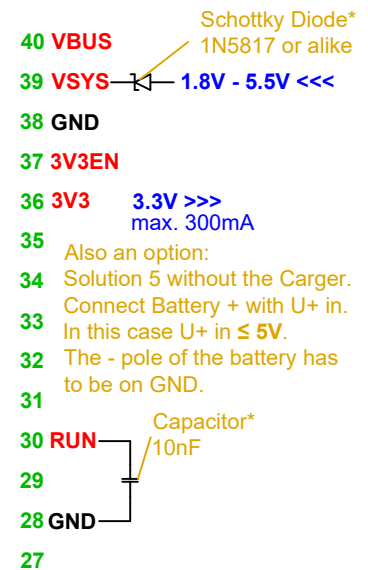 Schottky Diode*
40 VBUS
1N5817 or alike
39 VSYS 1.8V - 5.5V <<<
38 GND
37 3V3EN
36 3V3 3.3V >>>
max. 300mA
35
Also an option:
34 Solution 5 without the Carger.
Connect Battery + with U+ in.
33
In this case U+ in ≤ 5V.
32 The - pole of the battery has
to be on GND.
31
Capacitor*
30 RUN 10nF
29
28 GND
27